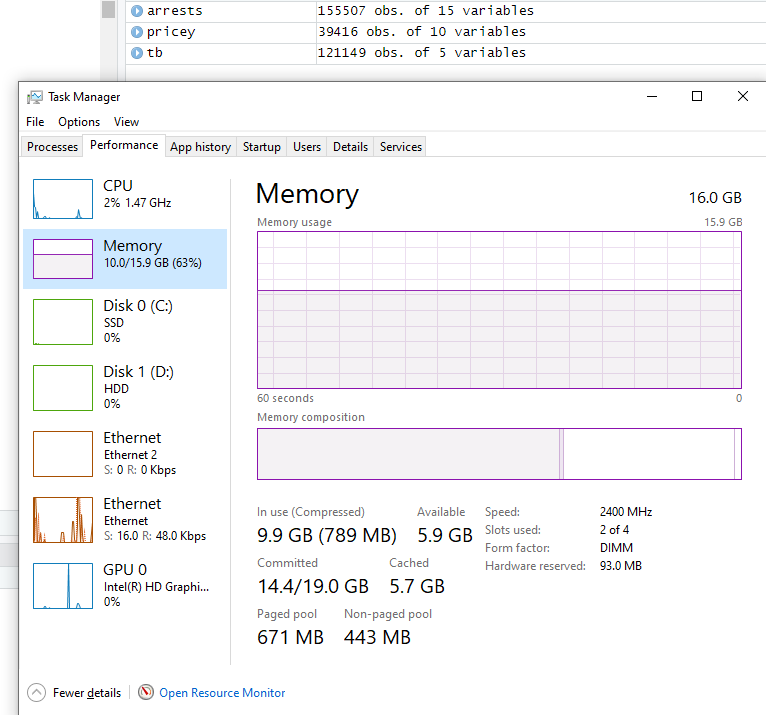 arrests 155507 obs. of 15 variables
pricey 39416 obs. of 10 variables
tb 121149 obs. of 5 variables
Task Manager
File Options View
Processes Performance App history Startup Users Details Services
CPU
2% 1.47 GHz
Memory
10.0/15.9 GB (63%)
Disk 0 (C:)
SSD
0%
Disk 1 (D:)
HDD
0%
Ethernet
Ethernet 2
S: 0 R: 0 Kbps
Ethernet
Ethernet
S: 16.0 R: 48.0 Kbps
GPU 0
Intel(R) HD Graphi...
0%
Memory 16.0 GB
Memory usage 15.9 GB
60 seconds 0
Memory composition
In use (Compressed) Available
9.9 GB (789 MB) 5.9 GB
Committed Cached
14.4/19.0 GB 5.7 GB
Paged pool Non-paged pool
671 MB 443 MB
Speed: 2400 MHz
Slots used: 2 of 4
Form factor: DIMM
Hardware reserved: 93.0 MB
Fewer details Open Resource Monitor